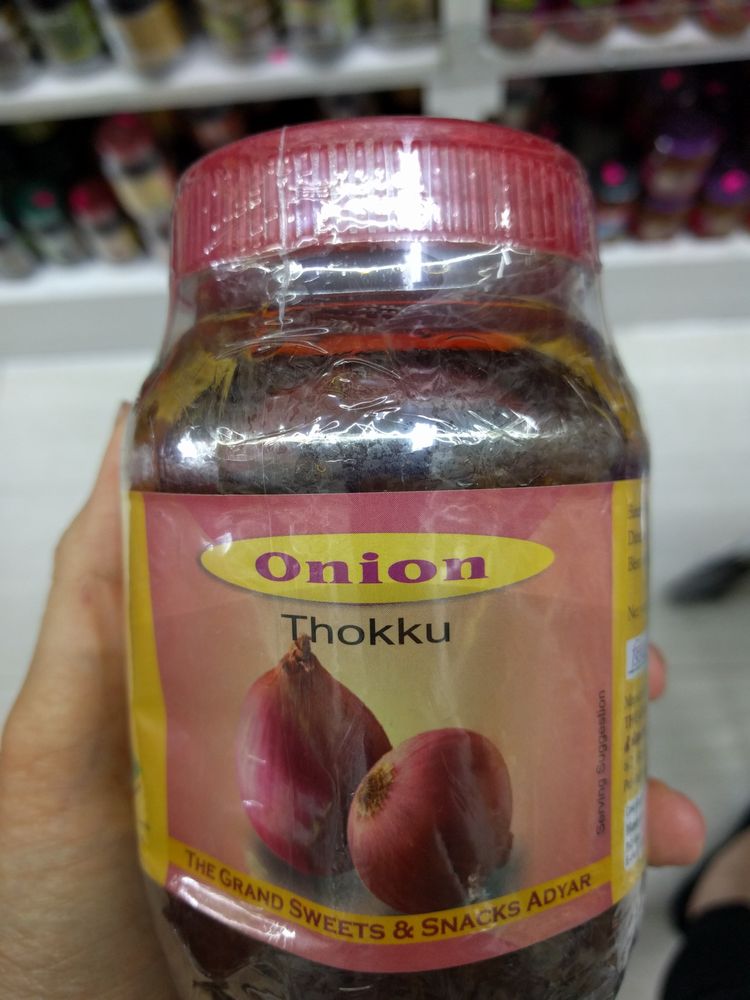 Onion
Thokku
Serving Suggestion
THE GRAND SWEETS & SNACKS ADYAR